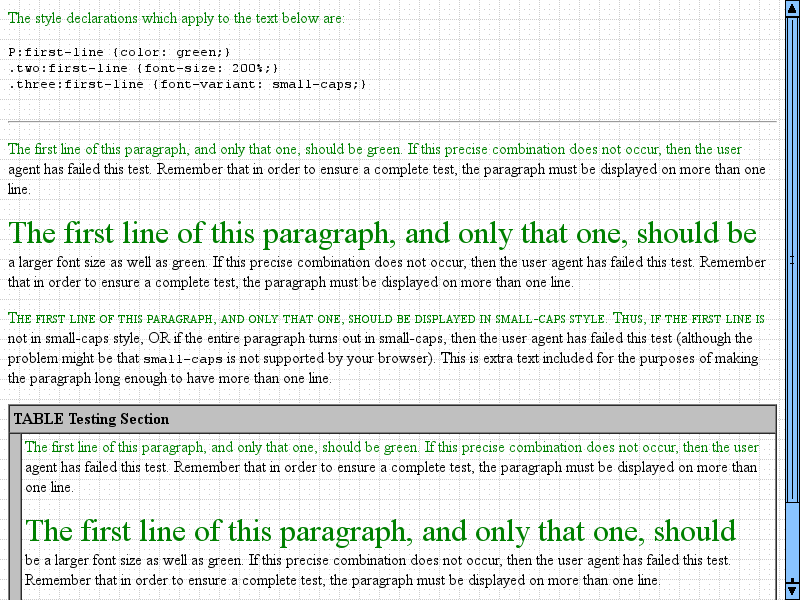 The style declarations which apply to the text below are:
P:first-line {color: green;}
.two:first-line {font-size: 200%;}
.three:first-line {font-variant: small-caps;}
The first line of this paragraph, and only that one, should be green. If this precise combination does not occur, then the user
agent has failed this test. Remember that in order to ensure a complete test, the paragraph must be displayed on more than one
line.
The first line of this paragraph, and only that one, should be
a larger font size as well as green. If this precise combination does not occur, then the user agent has failed this test. Remember
that in order to ensure a complete test, the paragraph must be displayed on more than one line.
The first line of this paragraph, and only that one, should be displayed in small-caps style. Thus, if the first line is
not in small-caps style, OR if the entire paragraph turns out in small-caps, then the user agent has failed this test (although the
problem might be that small-caps is not supported by your browser). This is extra text included for the purposes of making
the paragraph long enough to have more than one line.
TABLE Testing Section
The first line of this paragraph, and only that one, should be green. If this precise combination does not occur, then the user
agent has failed this test. Remember that in order to ensure a complete test, the paragraph must be displayed on more than
one line.
The first line of this paragraph, and only that one, should
be a larger font size as well as green. If this precise combination does not occur, then the user agent has failed this test.
Remember that in order to ensure a complete test, the paragraph must be displayed on more than one line.